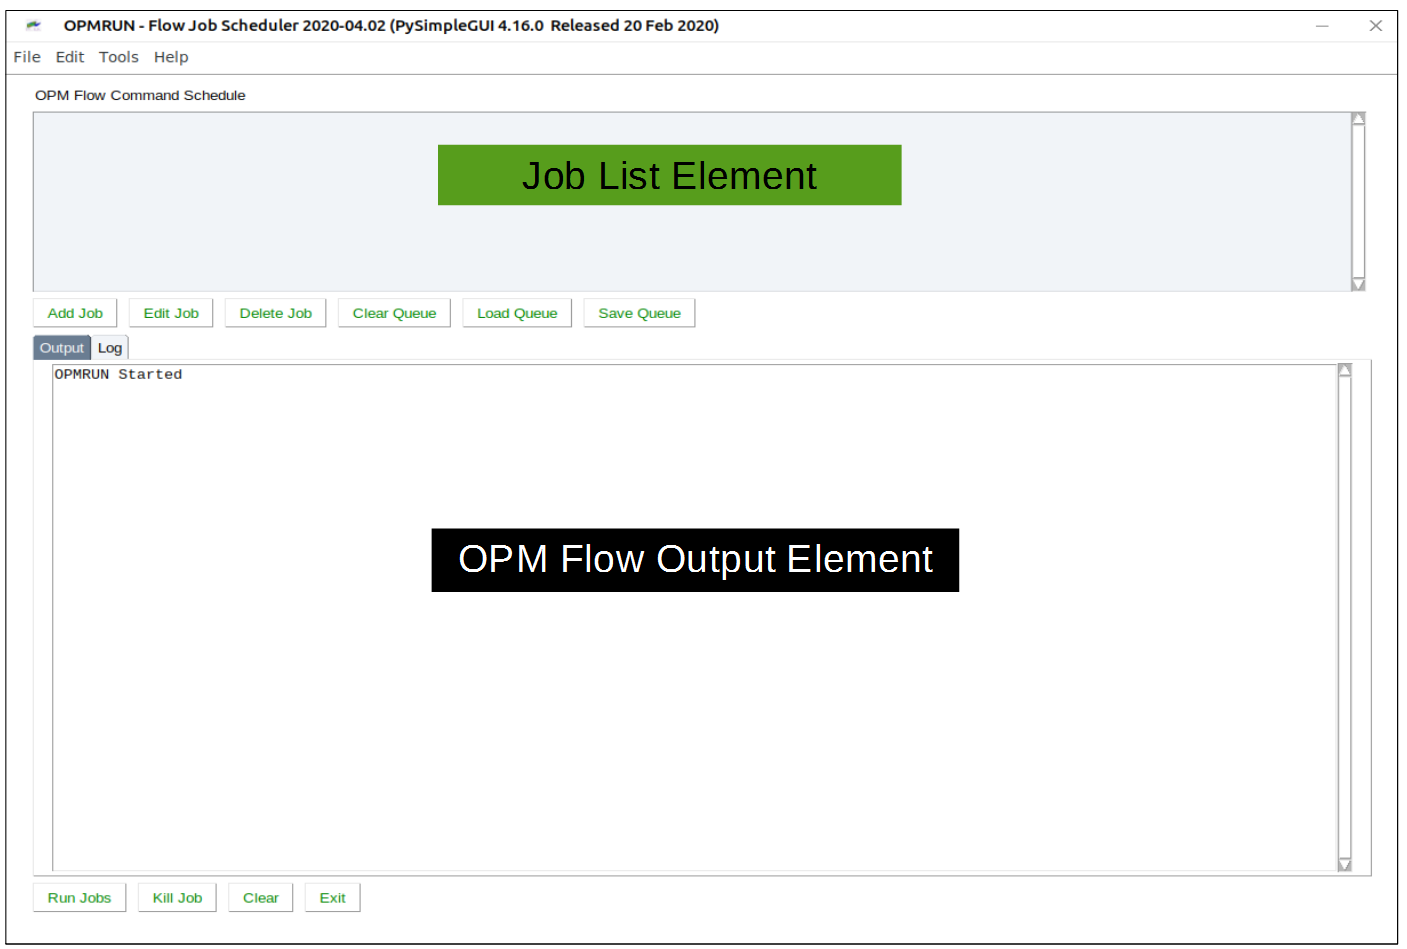 OPMRUN - Flow Job Scheduler 2020-04.02 (PySimpleGUI 4.16.0 Released 20 Feb 2020)
File Edit Tools Help
OPM Flow Command Schedule
Job List Element
Add Job Edit Job Delete Job Clear Queue Load Queue Save Queue
Output Log
OPMRUN Started
OPM Flow Output Element
Run Jobs Kill Job Clear Exit